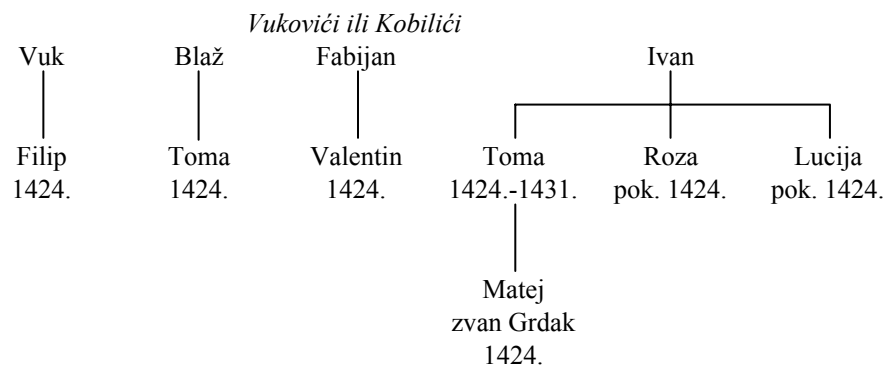 Vukovići ili Kobilići
Vuk Blaž Fabijan Ivan
Filip Toma Valentin Toma Roza Lucija
1424. 1424. 1424. 1424.-1431. pok. 1424. pok. 1424.
Matej
zvan Grdak
1424.